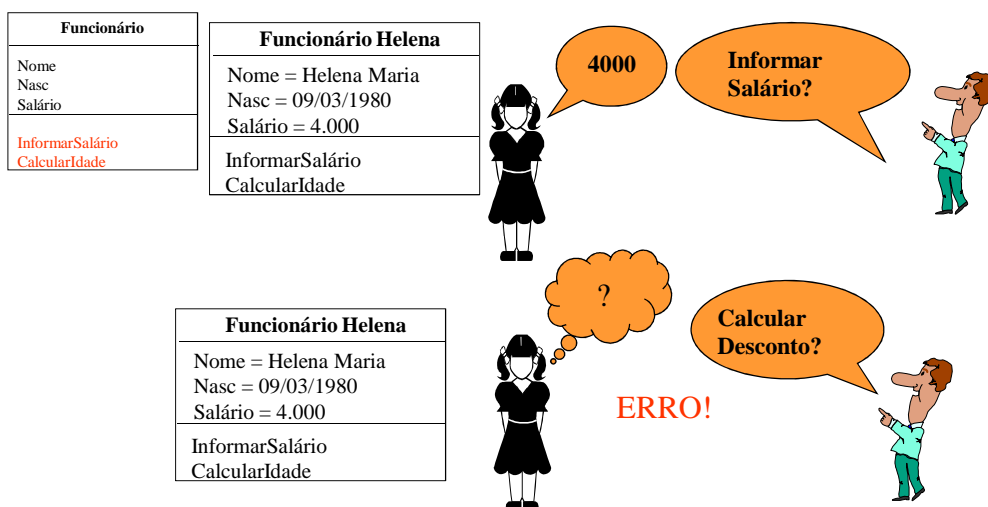 Funcionário
Nome
Nasc
Salário
InformarSalário
CalcularIdade
Funcionário Helena
Nome = Helena Maria
Nasc = 09/03/1980
Salário = 4.000
InformarSalário
CalcularIdade
4000
Informar
Salário?
Funcionário Helena
Nome = Helena Maria
Nasc = 09/03/1980
Salário = 4.000
InformarSalário
CalcularIdade
?
ERRO!
Calcular
Desconto?